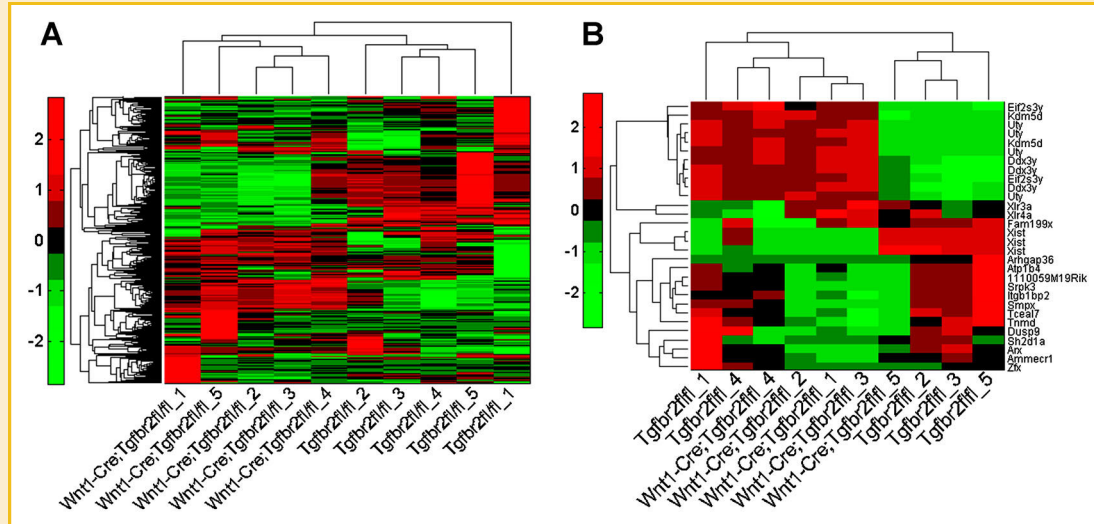 A
2
1
0
-1
-2
Wnt1-Cre;Tgfbr2fl/fl_1
Wnt1-Cre;Tgfbr2fl/fl_5
Wnt1-Cre;Tgfbr2fl/fl_2
Wnt1-Cre;Tgfbr2fl/fl_3
Wnt1-Cre;Tgfbr2fl/fl_4
Tgfbr2fl/fl_2
Tgfbr2fl/fl_3
Tgfbr2fl/fl_4
Tgfbr2fl/fl_5
Tgfbr2fl/fl_1
B
2
1
0
-1
-2
Eif2s3y
Kdm5d
Uty
Uty
Kdm5d
Uty
Ddx3y
Ddx3y
Eif2s3y
Ddx3y
Uty
Xlr3a
Xlr4a
Fam199x
Xist
Xist
Xist
Arhgap36
Atp1b4
1110059M19Rik
Srpk3
Itgb1bp2
Smpx
Tceal7
Tnmd
Dusp9
Sh2d1a
Arx
Ammecr1
Zfx
Tgfbr2fl/fl_1
Tgfbr2fl/fl_4
Wnt1-Cre; Tgfbr2fl/fl_4
Wnt1-Cre; Tgfbr2fl/fl_2
Wnt1-Cre; Tgfbr2fl/fl_1
Wnt1-Cre; Tgfbr2fl/fl_3
Wnt1-Cre; Tgfbr2fl/fl_5
Tgfbr2fl/fl_2
Tgfbr2fl/fl_3
Tgfbr2fl/fl_5